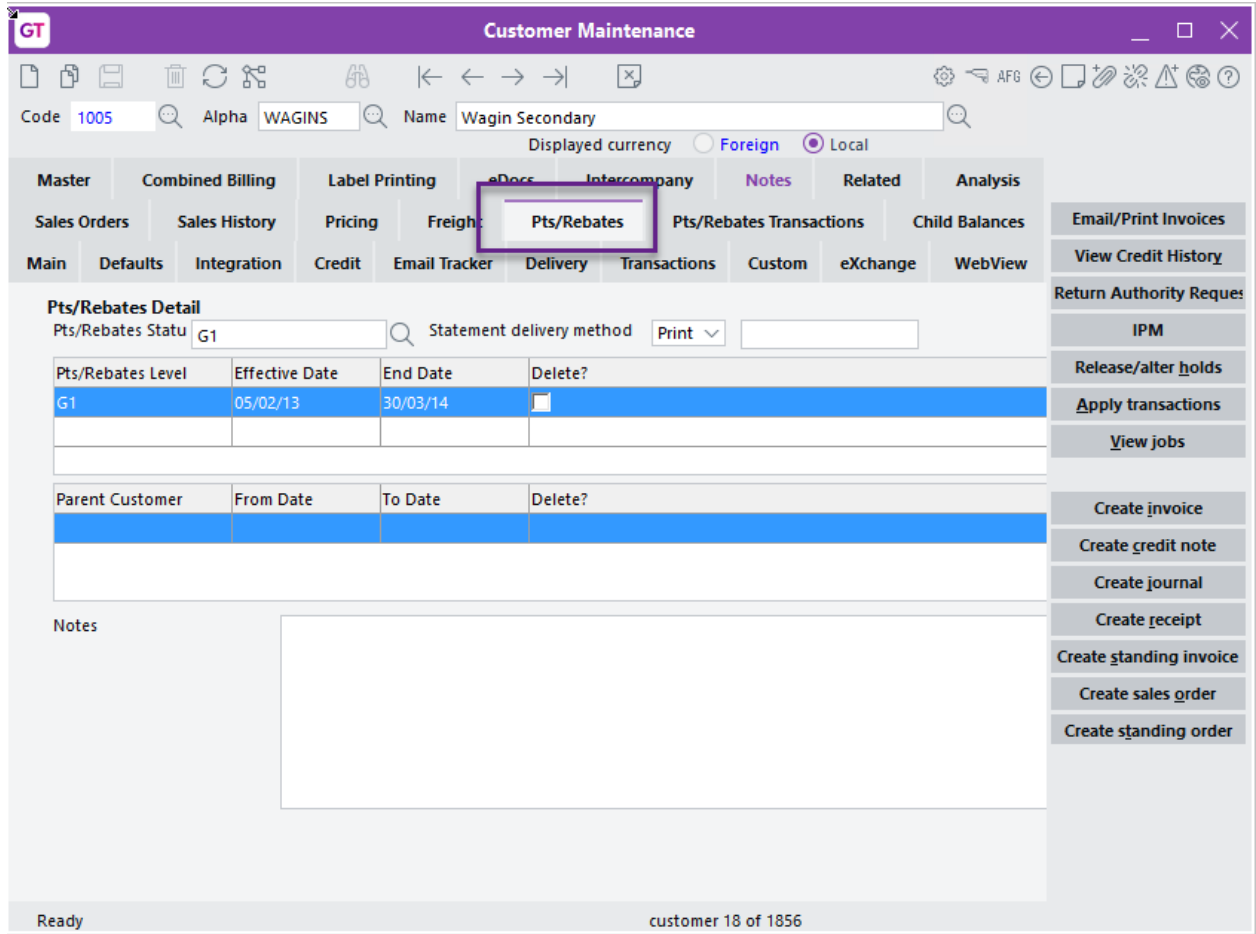 GT Customer Maintenance
AFG
Code 1005 Alpha WAGINS Name Wagin Secondary
Displayed currency Foreign Local
Master Combined Billing Label Printing eDocs Intercompany Notes Related Analysis
Sales Orders Sales History Pricing Freight Pts/Rebates Pts/Rebates Transactions Child Balances
Main Defaults Integration Credit Email Tracker Delivery Transactions Custom eXchange WebView
Email/Print Invoices
View Credit History
Return Authority Reques
IPM
Release/alter holds
Apply transactions
View jobs
Create invoice
Create credit note
Create journal
Create receipt
Create standing invoice
Create sales order
Create standing order
Pts/Rebates Detail
Pts/Rebates Statu G1 Statement delivery method Print
Pts/Rebates Level Effective Date End Date Delete?
G1 05/02/13 30/03/14
Parent Customer From Date To Date Delete?
Notes
Ready customer 18 of 1856